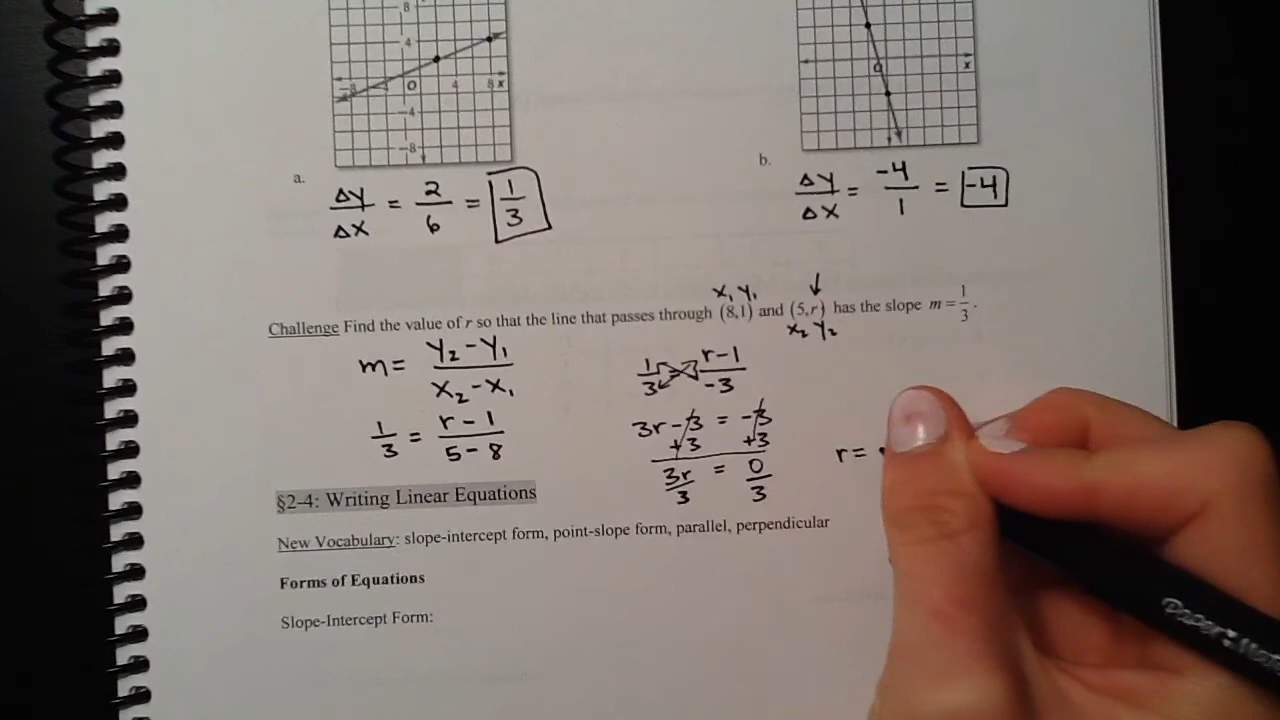 8
4
-8 O 4 8 x
-4
-8
O x
a.
ΔY/ΔX = 2/6 = 1/3
b.
ΔY/ΔX = -4/1 = -4
x₁ y₁
Challenge Find the value of r so that the line that passes through (8,1) and (5,r) has the slope m = 1/3.
x₂ y₂
m = (y₂ - y₁)/(x₂ - x₁)
1/3 = (r - 1)/(5 - 8)
1/3 = (r - 1)/-3
3r - 3 = -3
+3 +3
3r/3 = 0/3
r =
§2-4: Writing Linear Equations
New Vocabulary: slope-intercept form, point-slope form, parallel, perpendicular
Forms of Equations
Slope-Intercept Form: